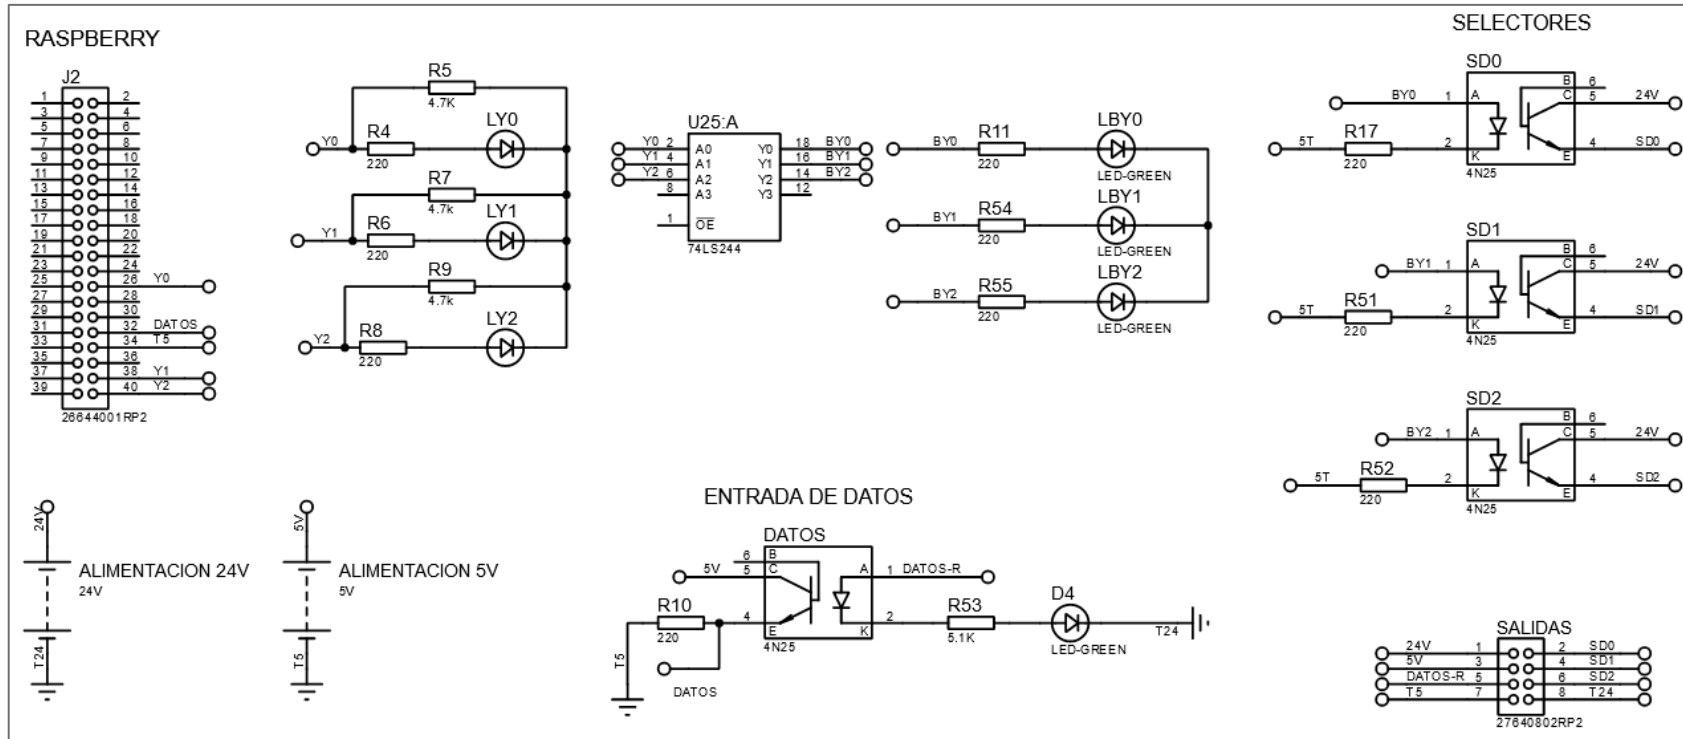 RASPBERRY
J2
1 2
3 4
5 6
7 8
9 10
11 12
13 14
15 16
17 18
19 20
21 22
23 24
25 26 Y0
27 28
29 30
31 32 DATOS
33 34 T5
35 36
37 38 Y1
39 40 Y2
26644001RP2
R5
4.7K
Y0 R4 LY0
220
R7
4.7k
Y1 R6 LY1
220
R9
4.7k
Y2 R8 LY2
220
U25:A
Y0 2 A0 Y0 18 BY0
Y1 4 A1 Y1 16 BY1
Y2 6 A2 Y2 14 BY2
8 A3 Y3 12
1 OE
74LS244
BY0 R11 LBY0
220 LED-GREEN
BY1 R54 LBY1
220 LED-GREEN
BY2 R55 LBY2
220 LED-GREEN
SELECTORES
SD0
B 6
BY0 1 A C 5 24V
5T R17 2 K E 4 SD0
220
4N25
SD1
B 6
BY1 1 A C 5 24V
5T R51 2 K E 4 SD1
220
4N25
SD2
B 6
BY2 1 A C 5 24V
5T R52 2 K E 4 SD2
220
4N25
24V
ALIMENTACION 24V
24V
T24
5V
ALIMENTACION 5V
5V
T5
ENTRADA DE DATOS
DATOS
6 B
5V 5 C A 1 DATOS-R
R10 4 E K 2 R53 D4 T24
220 4N25 5.1K LED-GREEN
T5
DATOS
SALIDAS
24V 1 2 SD0
5V 3 4 SD1
DATOS-R 5 6 SD2
T5 7 8 T24
27640802RP2